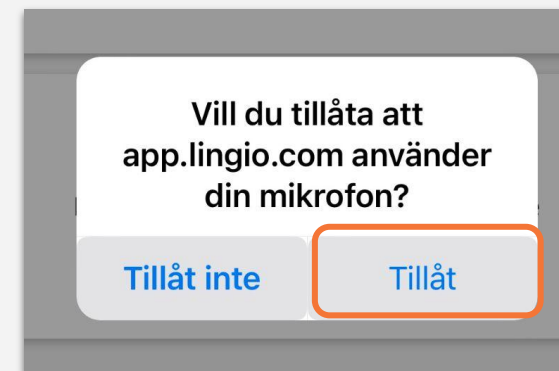 Vill du tillåta att
app.lingio.com använder
din mikrofon?
Tillåt inte
Tillåt